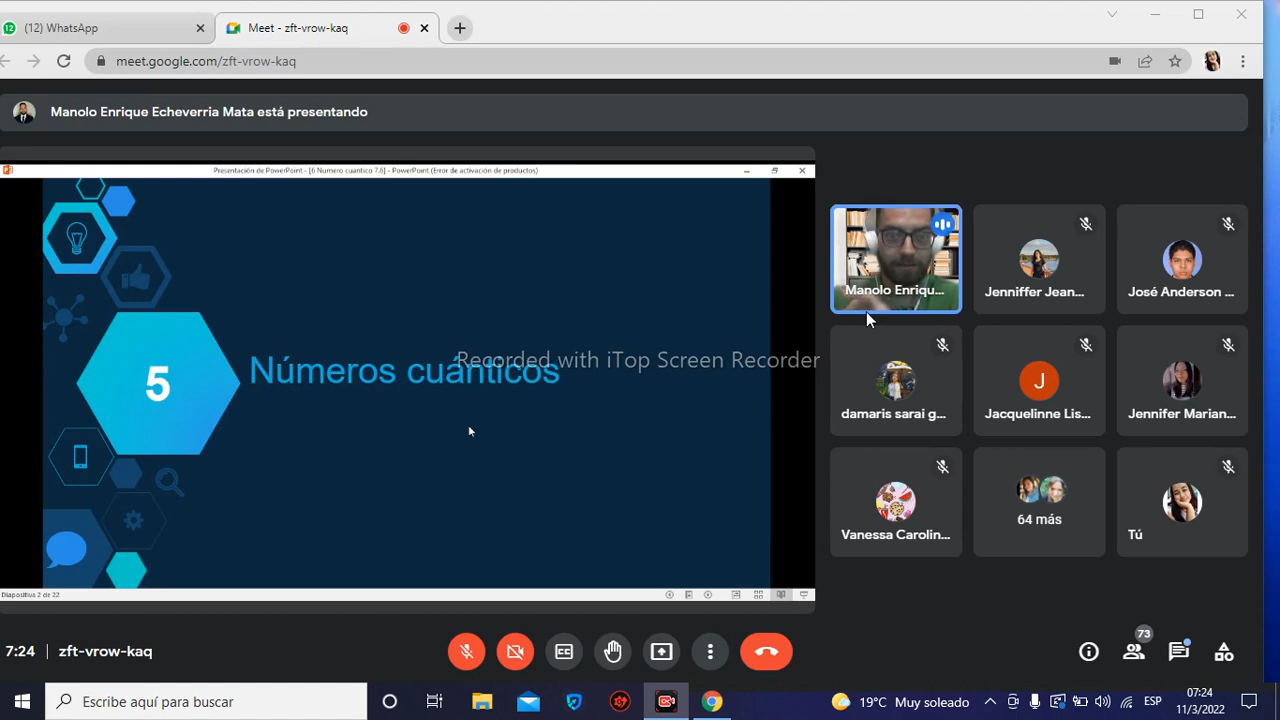 (12) WhatsApp
Meet - zft-vrow-kaq
meet.google.com/zft-vrow-kaq
Manolo Enrique Echeverria Mata está presentando
Presentación de PowerPoint - [6 Numero cuantico 7.6] - PowerPoint (Error de activación de productos)
5
Números cuánticos
Recorded with iTop Screen Recorder
Diapositiva 2 de 22
Manolo Enriqu...
Jenniffer Jean...
José Anderson ...
damaris sarai g...
J
Jacquelinne Lis...
Jennifer Marian...
Vanessa Carolin...
64 más
Tú
7:24 | zft-vrow-kaq
73
Escribe aquí para buscar
19°C Muy soleado
ESP
07:24
11/3/2022